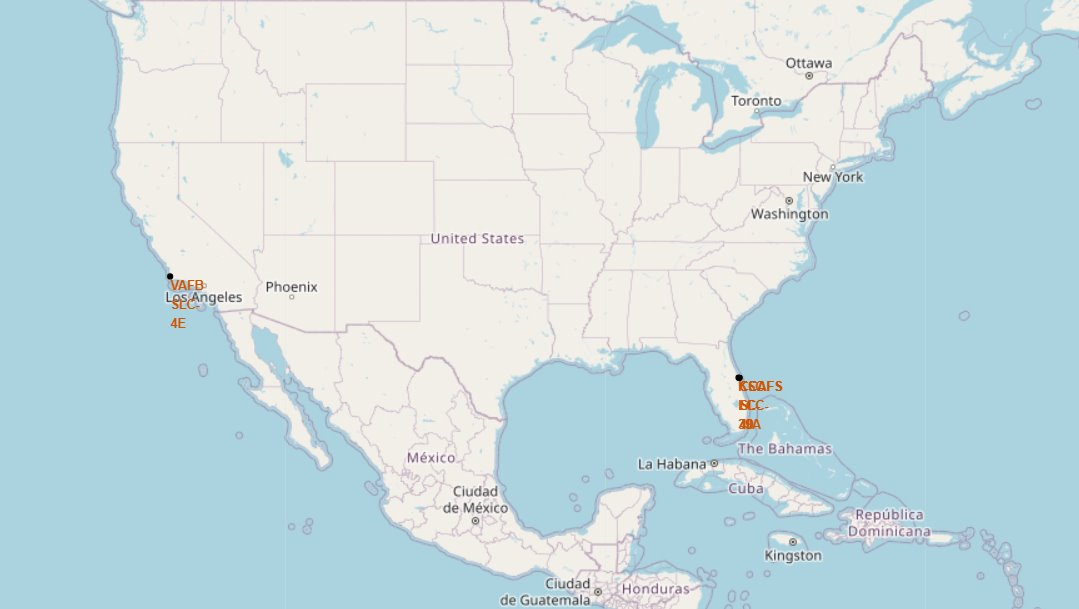 Ottawa
Toronto
New York
Washington
United States
VAFB
SLC-
4E
Los Angeles
Phoenix
México
Ciudad
de México
La Habana
The Bahamas
Cuba
República
Dominicana
Kingston
Ciudad
de Guatemala
Honduras